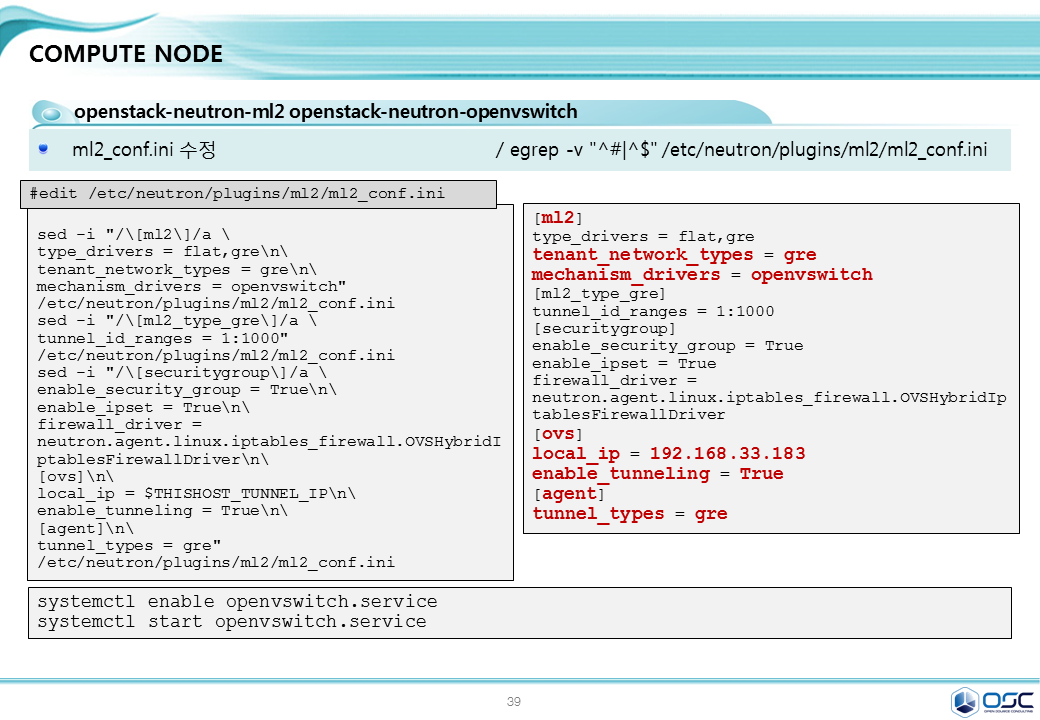 COMPUTE NODE
openstack-neutron-ml2 openstack-neutron-openvswitch
ml2_conf.ini 수정 / egrep -v "^#|^$" /etc/neutron/plugins/ml2/ml2_conf.ini
#edit /etc/neutron/plugins/ml2/ml2_conf.ini
sed -i "/\[ml2\]/a \
type_drivers = flat,gre\n\
tenant_network_types = gre\n\
mechanism_drivers = openvswitch"
/etc/neutron/plugins/ml2/ml2_conf.ini
sed -i "/\[ml2_type_gre\]/a \
tunnel_id_ranges = 1:1000"
/etc/neutron/plugins/ml2/ml2_conf.ini
sed -i "/\[securitygroup\]/a \
enable_security_group = True\n\
enable_ipset = True\n\
firewall_driver =
neutron.agent.linux.iptables_firewall.OVSHybridI
ptablesFirewallDriver\n\
[ovs]\n\
local_ip = $THISHOST_TUNNEL_IP\n\
enable_tunneling = True\n\
[agent]\n\
tunnel_types = gre"
/etc/neutron/plugins/ml2/ml2_conf.ini
[ml2]
type_drivers = flat,gre
tenant_network_types = gre
mechanism_drivers = openvswitch
[ml2_type_gre]
tunnel_id_ranges = 1:1000
[securitygroup]
enable_security_group = True
enable_ipset = True
firewall_driver =
neutron.agent.linux.iptables_firewall.OVSHybridIp
tablesFirewallDriver
[ovs]
local_ip = 192.168.33.183
enable_tunneling = True
[agent]
tunnel_types = gre
systemctl enable openvswitch.service
systemctl start openvswitch.service
39
OSC
OPEN SOURCE CONSULTING